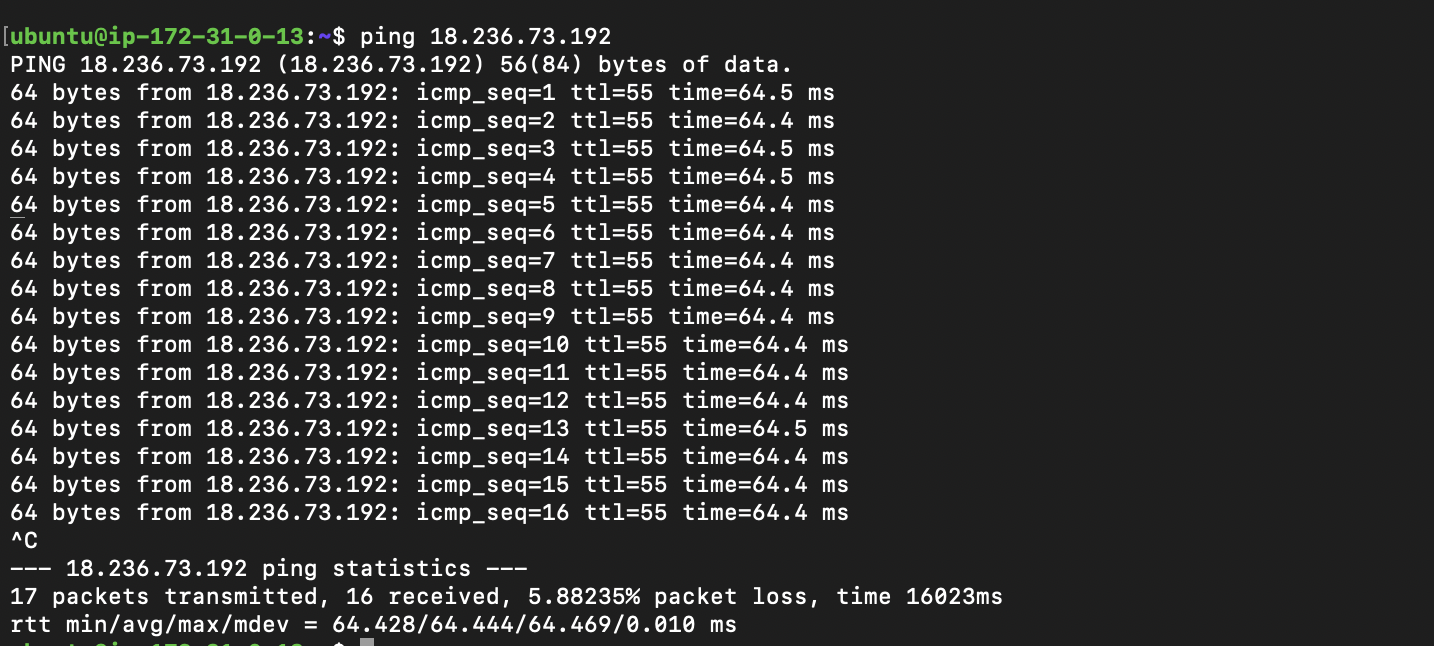 [ubuntu@ip-172-31-0-13:~$ ping 18.236.73.192
PING 18.236.73.192 (18.236.73.192) 56(84) bytes of data.
64 bytes from 18.236.73.192: icmp_seq=1 ttl=55 time=64.5 ms
64 bytes from 18.236.73.192: icmp_seq=2 ttl=55 time=64.4 ms
64 bytes from 18.236.73.192: icmp_seq=3 ttl=55 time=64.5 ms
64 bytes from 18.236.73.192: icmp_seq=4 ttl=55 time=64.5 ms
64 bytes from 18.236.73.192: icmp_seq=5 ttl=55 time=64.4 ms
64 bytes from 18.236.73.192: icmp_seq=6 ttl=55 time=64.4 ms
64 bytes from 18.236.73.192: icmp_seq=7 ttl=55 time=64.4 ms
64 bytes from 18.236.73.192: icmp_seq=8 ttl=55 time=64.4 ms
64 bytes from 18.236.73.192: icmp_seq=9 ttl=55 time=64.4 ms
64 bytes from 18.236.73.192: icmp_seq=10 ttl=55 time=64.4 ms
64 bytes from 18.236.73.192: icmp_seq=11 ttl=55 time=64.4 ms
64 bytes from 18.236.73.192: icmp_seq=12 ttl=55 time=64.4 ms
64 bytes from 18.236.73.192: icmp_seq=13 ttl=55 time=64.5 ms
64 bytes from 18.236.73.192: icmp_seq=14 ttl=55 time=64.4 ms
64 bytes from 18.236.73.192: icmp_seq=15 ttl=55 time=64.4 ms
64 bytes from 18.236.73.192: icmp_seq=16 ttl=55 time=64.4 ms
^C
--- 18.236.73.192 ping statistics ---
17 packets transmitted, 16 received, 5.88235% packet loss, time 16023ms
rtt min/avg/max/mdev = 64.428/64.444/64.469/0.010 ms